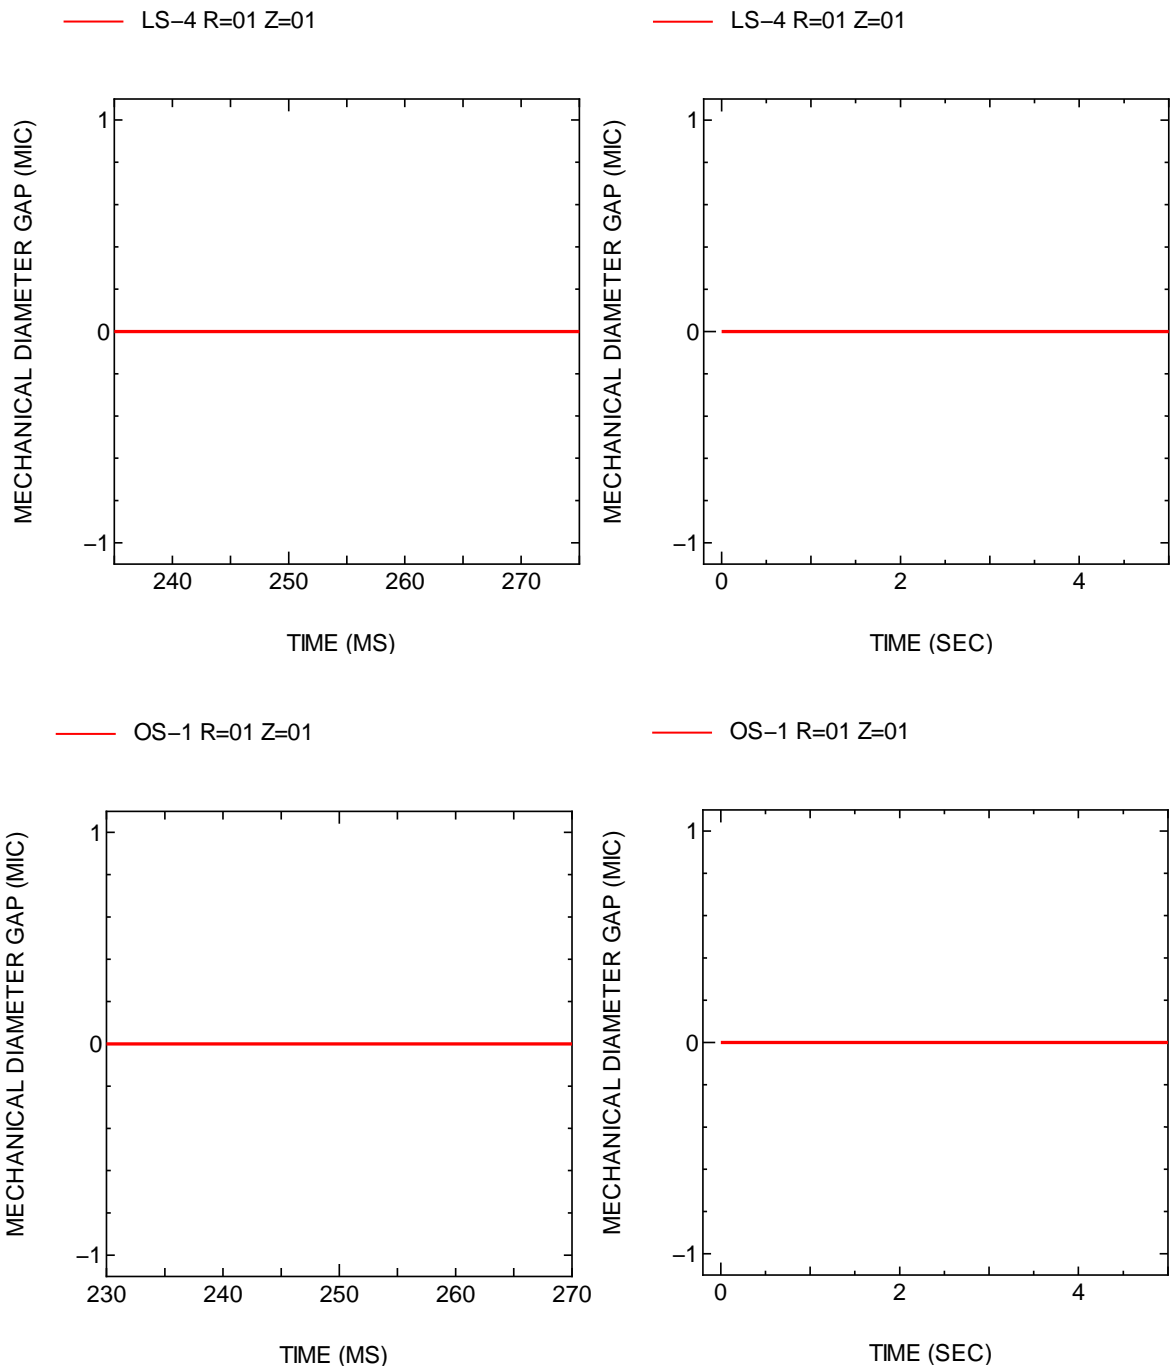 LS−4 R=01 Z=01
MECHANICAL DIAMETER GAP (MIC)
1
0
−1
240 250 260 270
TIME (MS)
LS−4 R=01 Z=01
MECHANICAL DIAMETER GAP (MIC)
1
0
−1
0 2 4
TIME (SEC)
OS−1 R=01 Z=01
MECHANICAL DIAMETER GAP (MIC)
1
0
−1
230 240 250 260 270
TIME (MS)
OS−1 R=01 Z=01
MECHANICAL DIAMETER GAP (MIC)
1
0
−1
0 2 4
TIME (SEC)